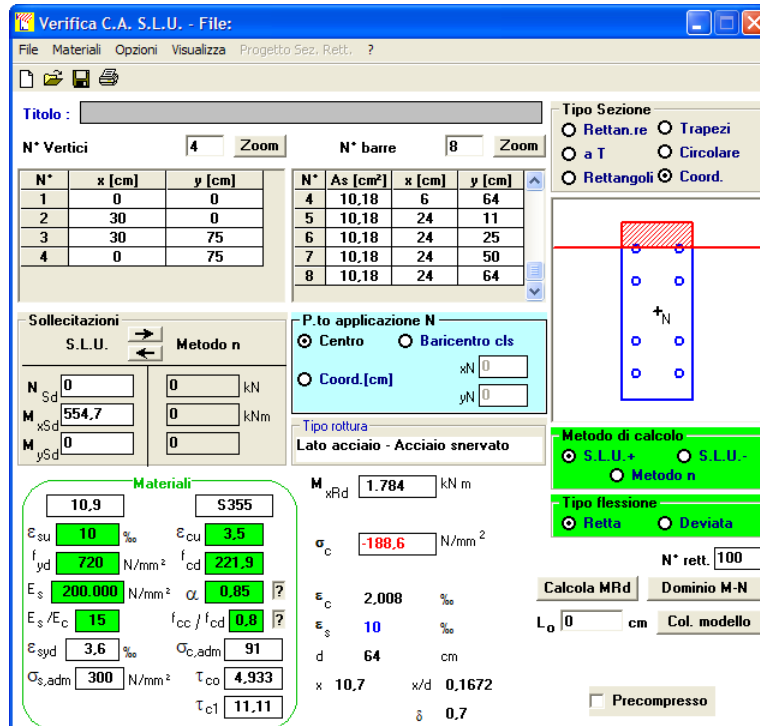 Verifica C.A. S.L.U. - File:
File Materiali Opzioni Visualizza Progetto Sez. Rett. ?
Titolo :
N° Vertici 4 Zoom N° barre 8 Zoom
Tipo Sezione
Rettan.re Trapezi
a T Circolare
Rettangoli Coord.
N° x [cm] y [cm]
1 0 0
2 30 0
3 30 75
4 0 75
N° As [cm²] x [cm] y [cm]
4 10,18 6 64
5 10,18 24 11
6 10,18 24 25
7 10,18 24 50
8 10,18 24 64
N
Sollecitazioni
S.L.U. Metodo n
N Sd 0 0 kN
M xSd 554,7 0 kNm
M ySd 0 0
P.to applicazione N
Centro Baricentro cls
Coord.[cm] xN 0
yN 0
Tipo rottura
Lato acciaio - Acciaio snervato
Metodo di calcolo
S.L.U.+ S.L.U.-
Metodo n
Tipo flessione
Retta Deviata
N° rett. 100
Calcola MRd Dominio M-N
L₀ 0 cm Col. modello
Precompresso
Materiali
10,9 S355
εsu 10 ‰ εcu 3,5
fyd 720 N/mm² fcd 221,9
Es 200.000 N/mm² α 0,85 ?
Es/Ec 15 fcc / fcd 0,8 ?
εsyd 3,6 ‰ σc,adm 91
σs,adm 300 N/mm² τco 4,933
τc1 11,11
M xRd 1.784 kN m
σc -188,6 N/mm²
εc 2,008 ‰
εs 10 ‰
d 64 cm
x 10,7 x/d 0,1672
δ 0,7